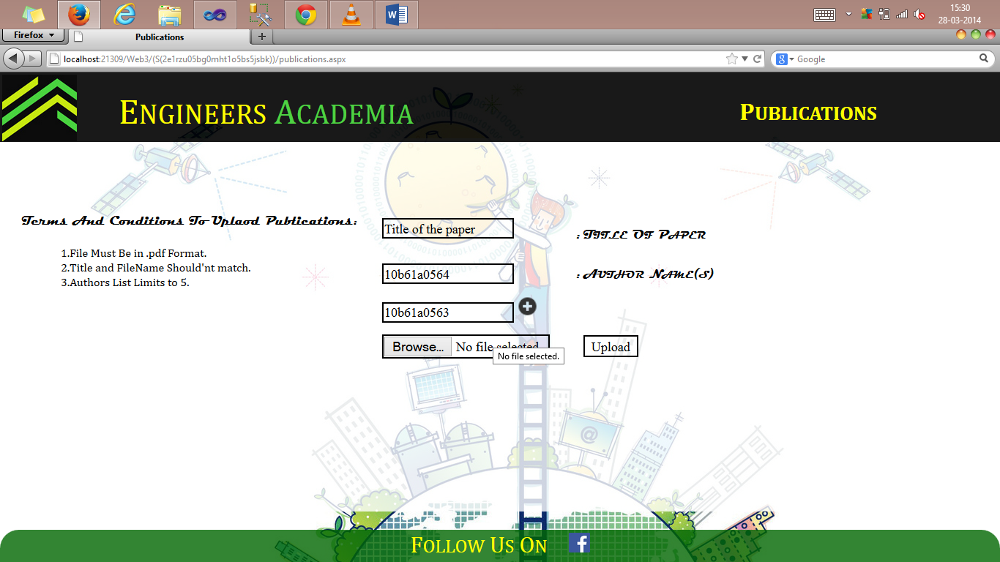 15:30
28-03-2014
Firefox
Publications
localhost:21309/Web3/(S(2e1rzu05bg0mht1o5bs5jsbk))/publications.aspx
Google
ENGINEERS ACADEMIA
PUBLICATIONS
Terms And Conditions To Uplaod Publications:
1.File Must Be in .pdf Format.
2.Title and FileName Should'nt match.
3.Authors List Limits to 5.
Title of the paper
: TITLE OF PAPER
10b61a0564
: AUTHOR NAME(S)
10b61a0563
Browse... No file selected.
Upload
No file selected.
FOLLOW US ON